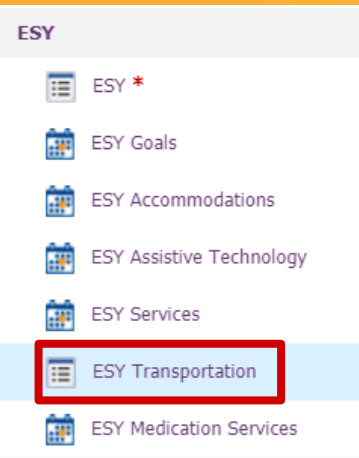 ESY
ESY *
ESY Goals
ESY Accommodations
ESY Assistive Technology
ESY Services
ESY Transportation
ESY Medication Services